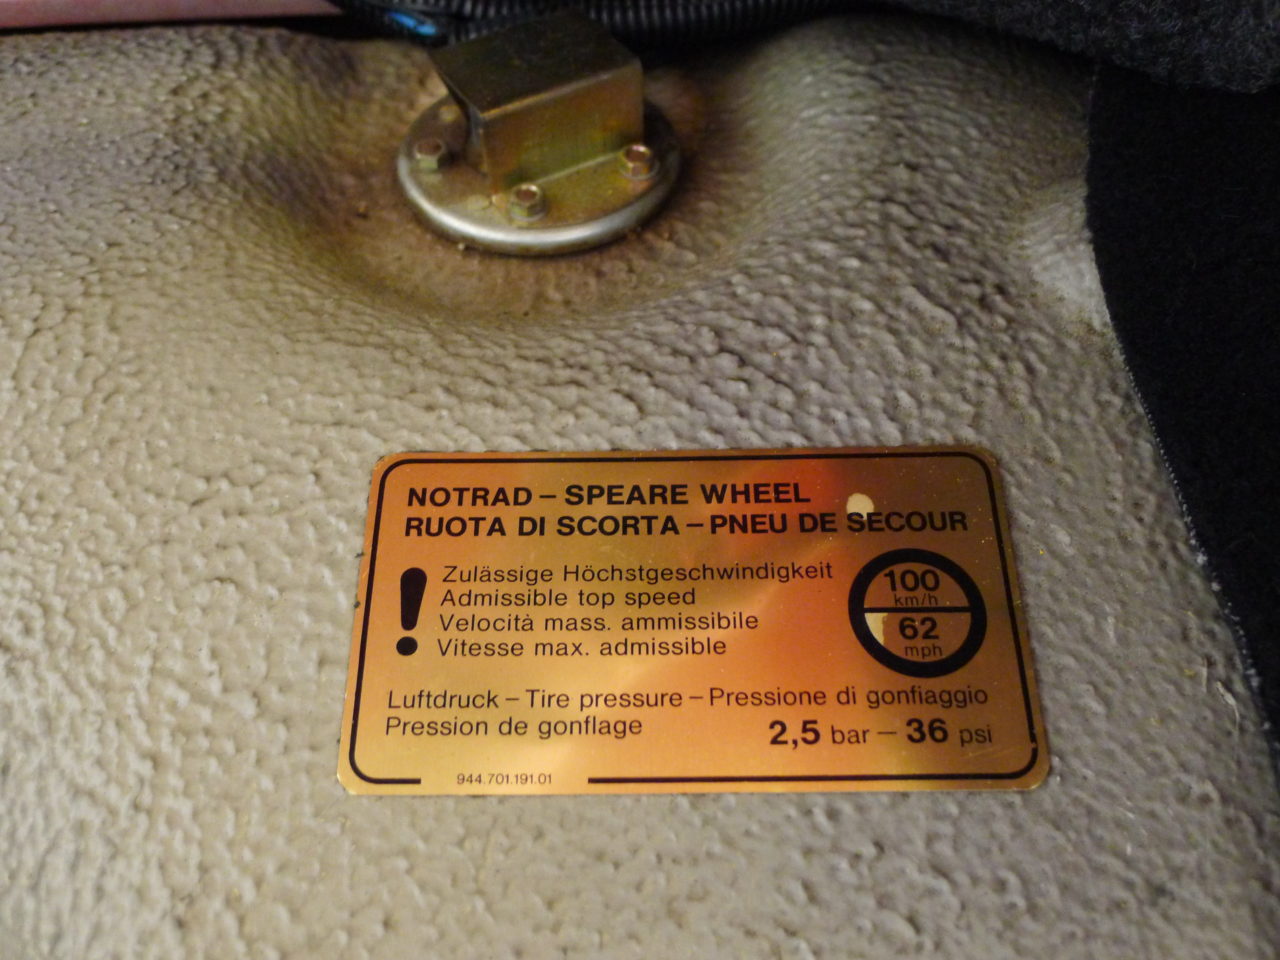 NOTRAD – SPEARE WHEEL
RUOTA DI SCORTA – PNEU DE SECOUR
Zulässige Höchstgeschwindigkeit
Admissible top speed
Velocità mass. ammissibile
Vitesse max. admissible
!
100
km/h
62
mph
Luftdruck – Tire pressure – Pressione di gonfiaggio
Pression de gonflage 2,5 bar – 36 psi
944.701.191.01